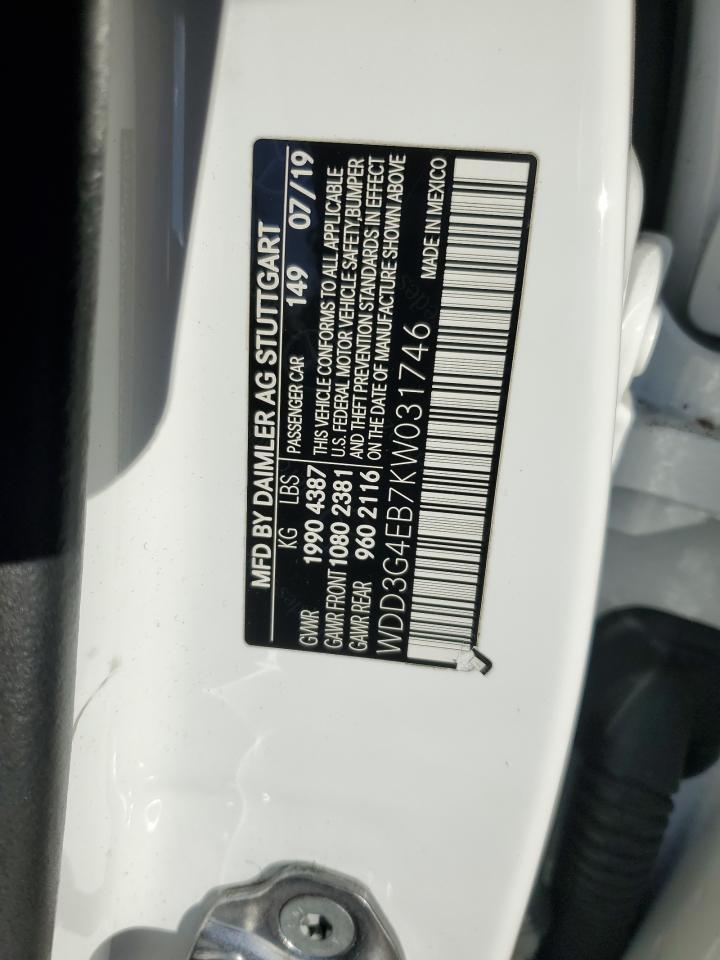 MFD BY DAIMLER AG STUTTGART
KG LBS PASSENGER CAR 149 07/19
GVWR 1990 4387 THIS VEHICLE CONFORMS TO ALL APPLICABLE
GAWR FRONT 1080 2381 U.S. FEDERAL MOTOR VEHICLE SAFETY,BUMPER
GAWR REAR 960 2116 AND THEFT PREVENTION STANDARDS IN EFFECT
ON THE DATE OF MANUFACTURE SHOWN ABOVE
WDD3G4EB7KW031746 MADE IN MEXICO